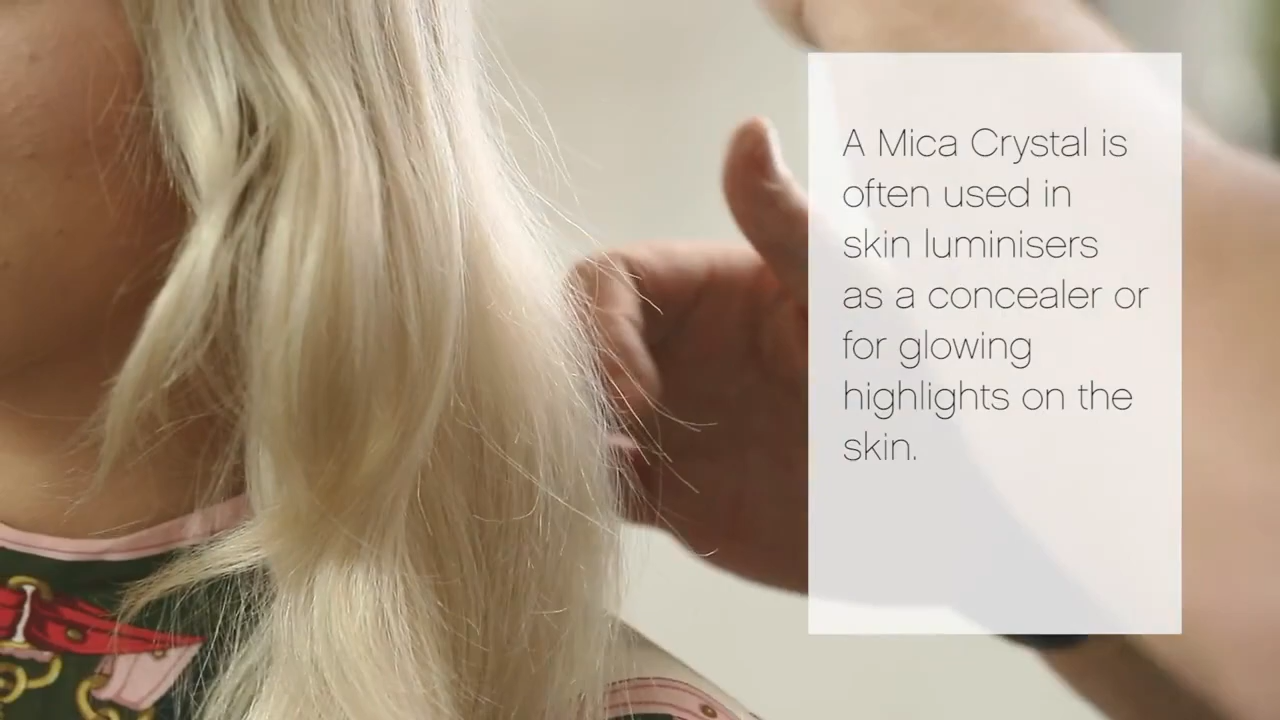 A Mica Crystal is
often used in
skin luminisers
as a concealer or
for glowing
highlights on the
skin.